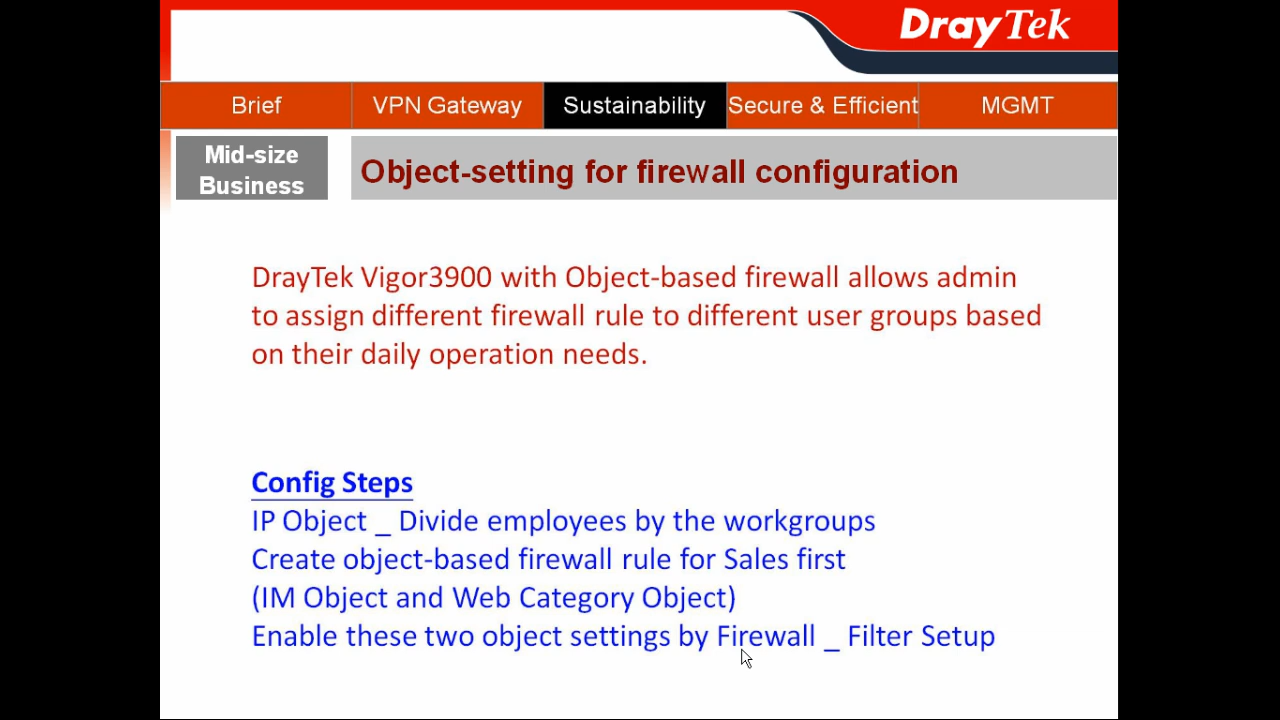 DrayTek
Brief VPN Gateway Sustainability Secure & Efficient MGMT
Mid-size
Business
Object-setting for firewall configuration
DrayTek Vigor3900 with Object-based firewall allows admin
to assign different firewall rule to different user groups based
on their daily operation needs.
Config Steps
IP Object _ Divide employees by the workgroups
Create object-based firewall rule for Sales first
(IM Object and Web Category Object)
Enable these two object settings by Firewall _ Filter Setup